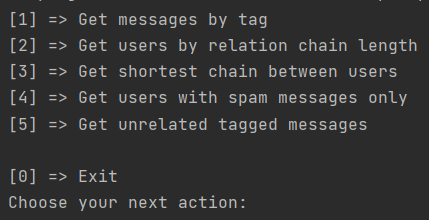 [1] => Get messages by tag
[2] => Get users by relation chain length
[3] => Get shortest chain between users
[4] => Get users with spam messages only
[5] => Get unrelated tagged messages
[0] => Exit
Choose your next action: